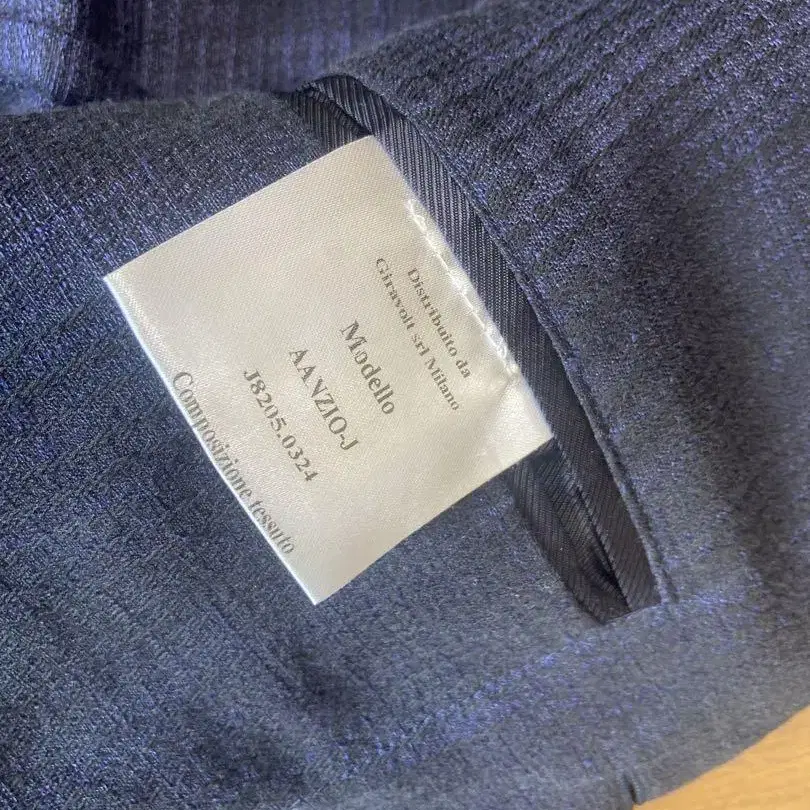 Distribuito da
Giravolt srl Milano
Modello
AANZIO-J
J8205.0324
Composizione tessuto